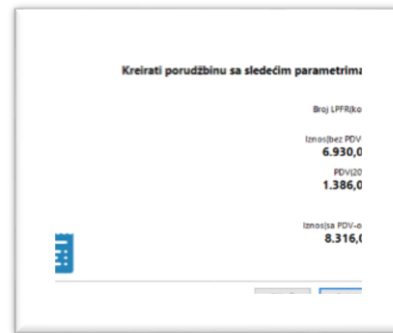 Kreirati porudžbinu sa sledećim parametrima
Broj LPFR(ko
Iznos(bez PDV-
6.930,0
PDV(20
1.386,0
Iznos(sa PDV-o
8.316,0